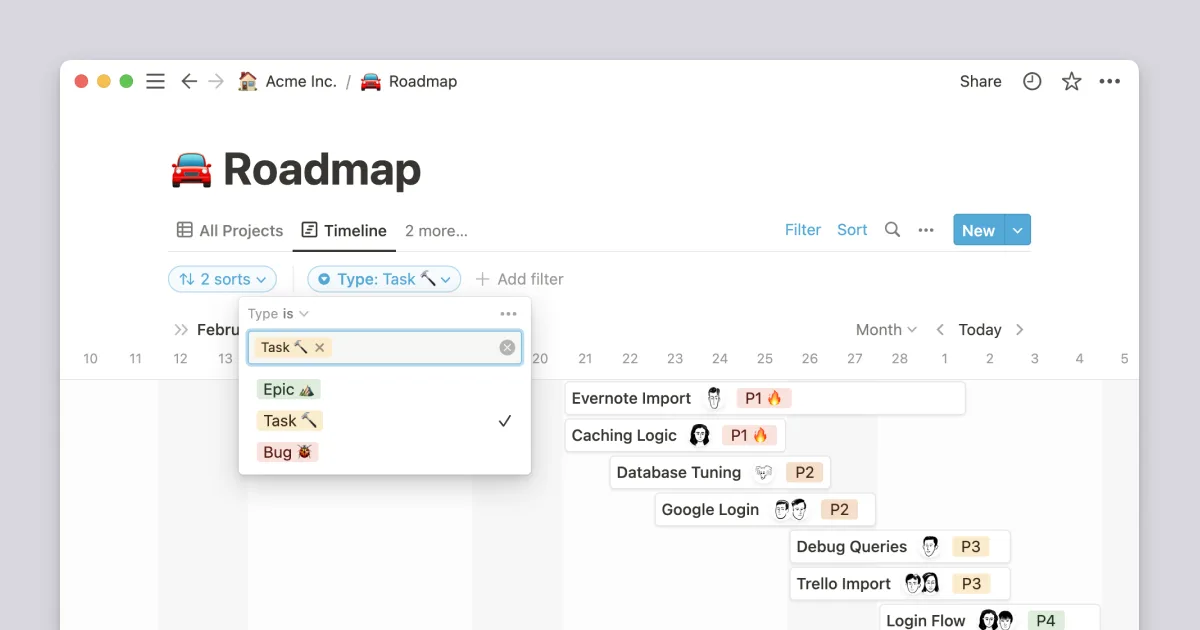 Acme Inc. / Roadmap Share
Roadmap
All Projects Timeline 2 more... Filter Sort New
2 sorts Type: Task Add filter
Type is
Febru Month Today
Task
10 11 12 13 20 21 22 23 24 25 26 27 28 1 2 3 4 5
Epic
Task
Bug
Evernote Import P1
Caching Logic P1
Database Tuning P2
Google Login P2
Debug Queries P3
Trello Import P3
Login Flow P4